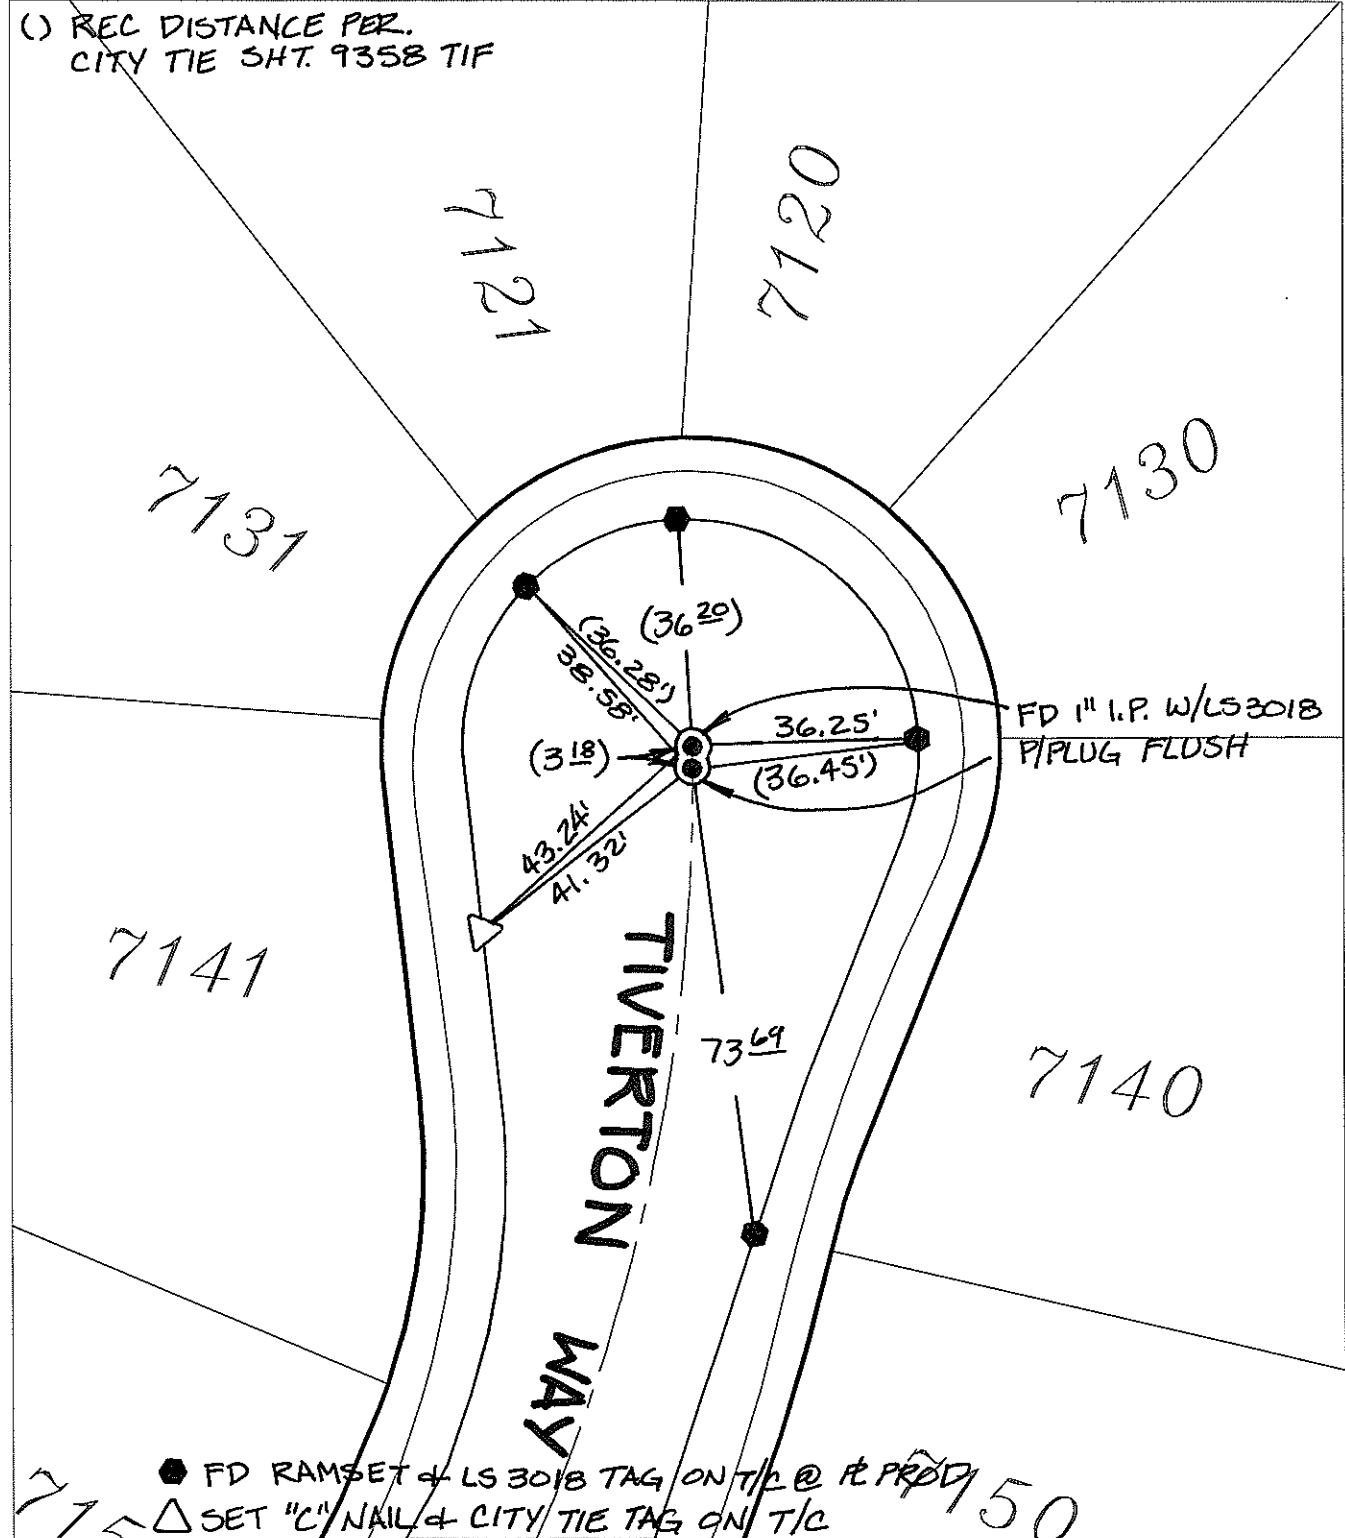 () REC DISTANCE PER.
CITY TIE SHT. 9358 TIF
7121
7120
7131
7130
(36 20)
(36.28')
38.58'
36.25'
(36.45')
(3 18)
FD 1" I.P. W/LS3018
P/PLUG FLUSH
43.24'
41.32'
7141
TIVERTON WAY
73 69
7140
FD RAMSET & LS 3018 TAG ON T/C @ PL PROD
7150
SET "C" NAIL & CITY TIE TAG ON T/C